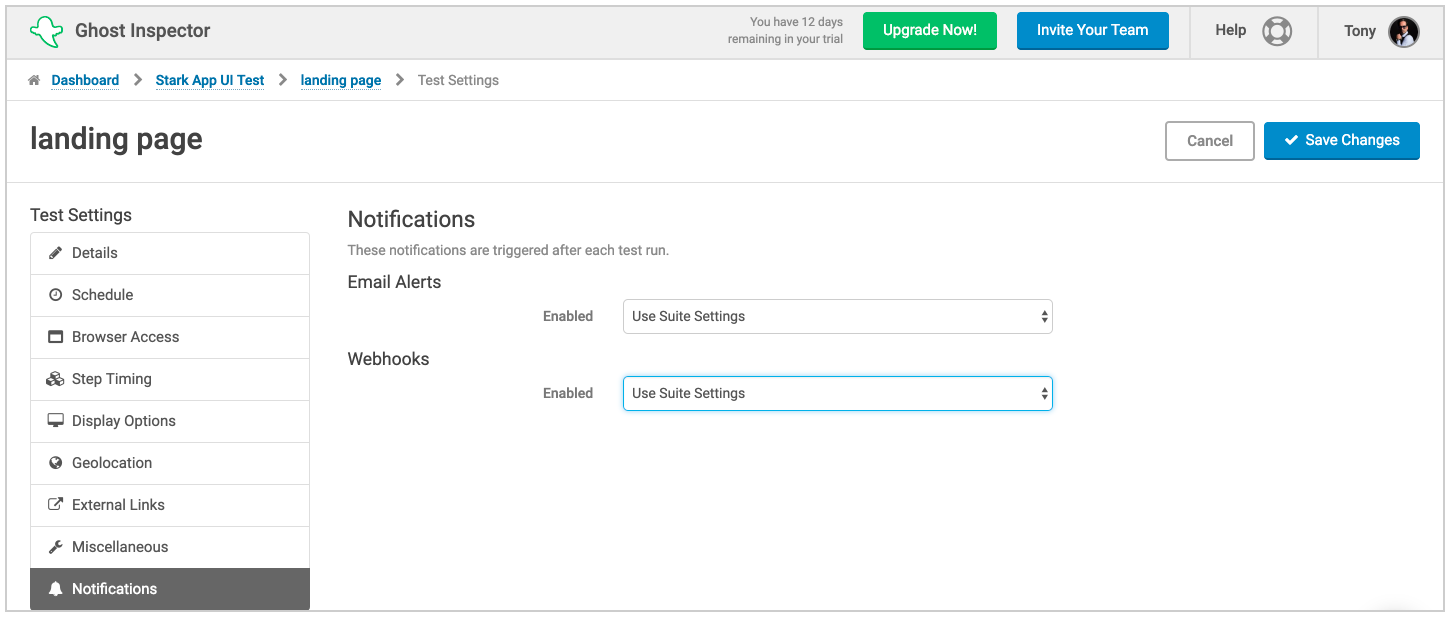 Ghost Inspector
You have 12 days
remaining in your trial
Upgrade Now!
Invite Your Team
Help
Tony
Dashboard
Stark App UI Test
landing page
Test Settings
landing page
Cancel
Save Changes
Test Settings
Details
Schedule
Browser Access
Step Timing
Display Options
Geolocation
External Links
Miscellaneous
Notifications
Notifications
These notifications are triggered after each test run.
Email Alerts
Enabled
Use Suite Settings
Webhooks
Enabled
Use Suite Settings